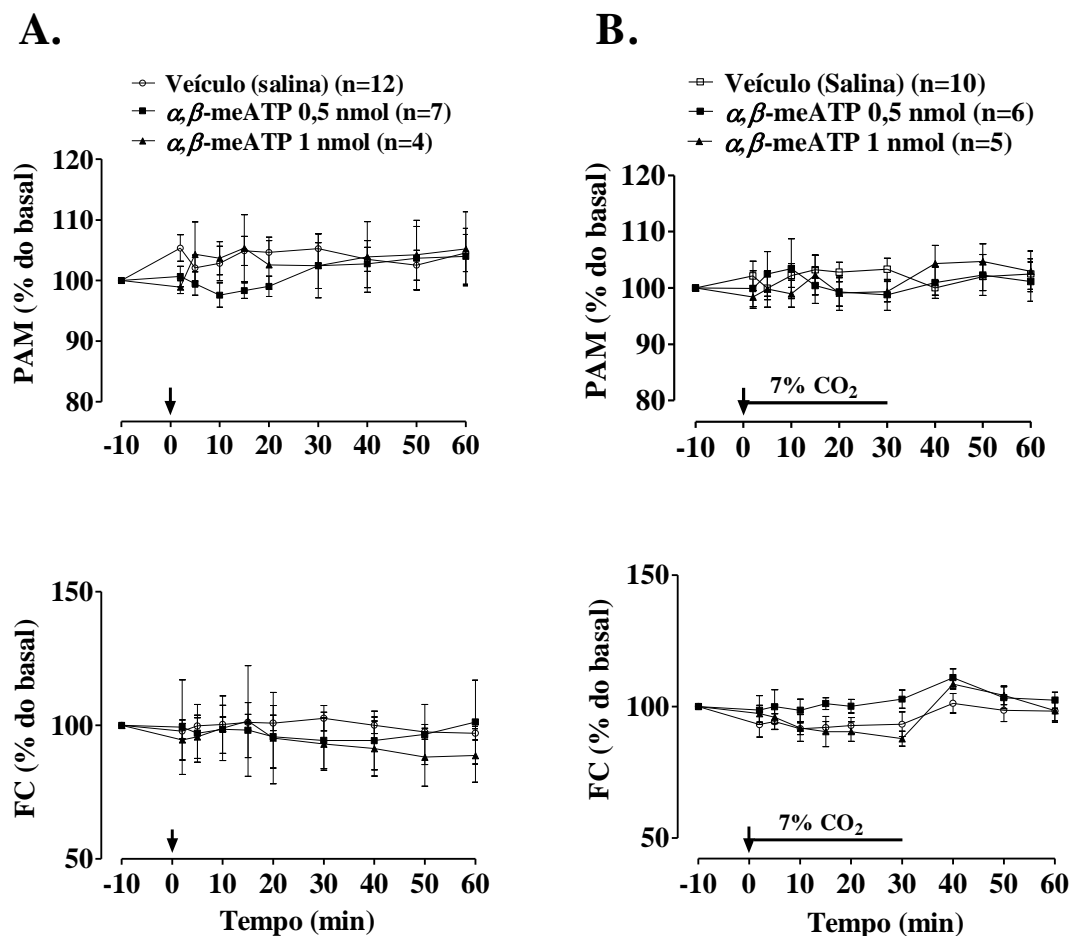 A.
Veículo (salina) (n=12)
α,β-meATP 0,5 nmol (n=7)
α,β-meATP 1 nmol (n=4)
PAM (% do basal)
120
110
100
90
80
-10 0 10 20 30 40 50 60
B.
Veículo (Salina) (n=10)
α,β-meATP 0,5 nmol (n=6)
α,β-meATP 1 nmol (n=5)
PAM (% do basal)
120
110
100
90
80
7% CO₂
-10 0 10 20 30 40 50 60
FC (% do basal)
150
100
50
-10 0 10 20 30 40 50 60
Tempo (min)
FC (% do basal)
150
100
50
7% CO₂
-10 0 10 20 30 40 50 60
Tempo (min)